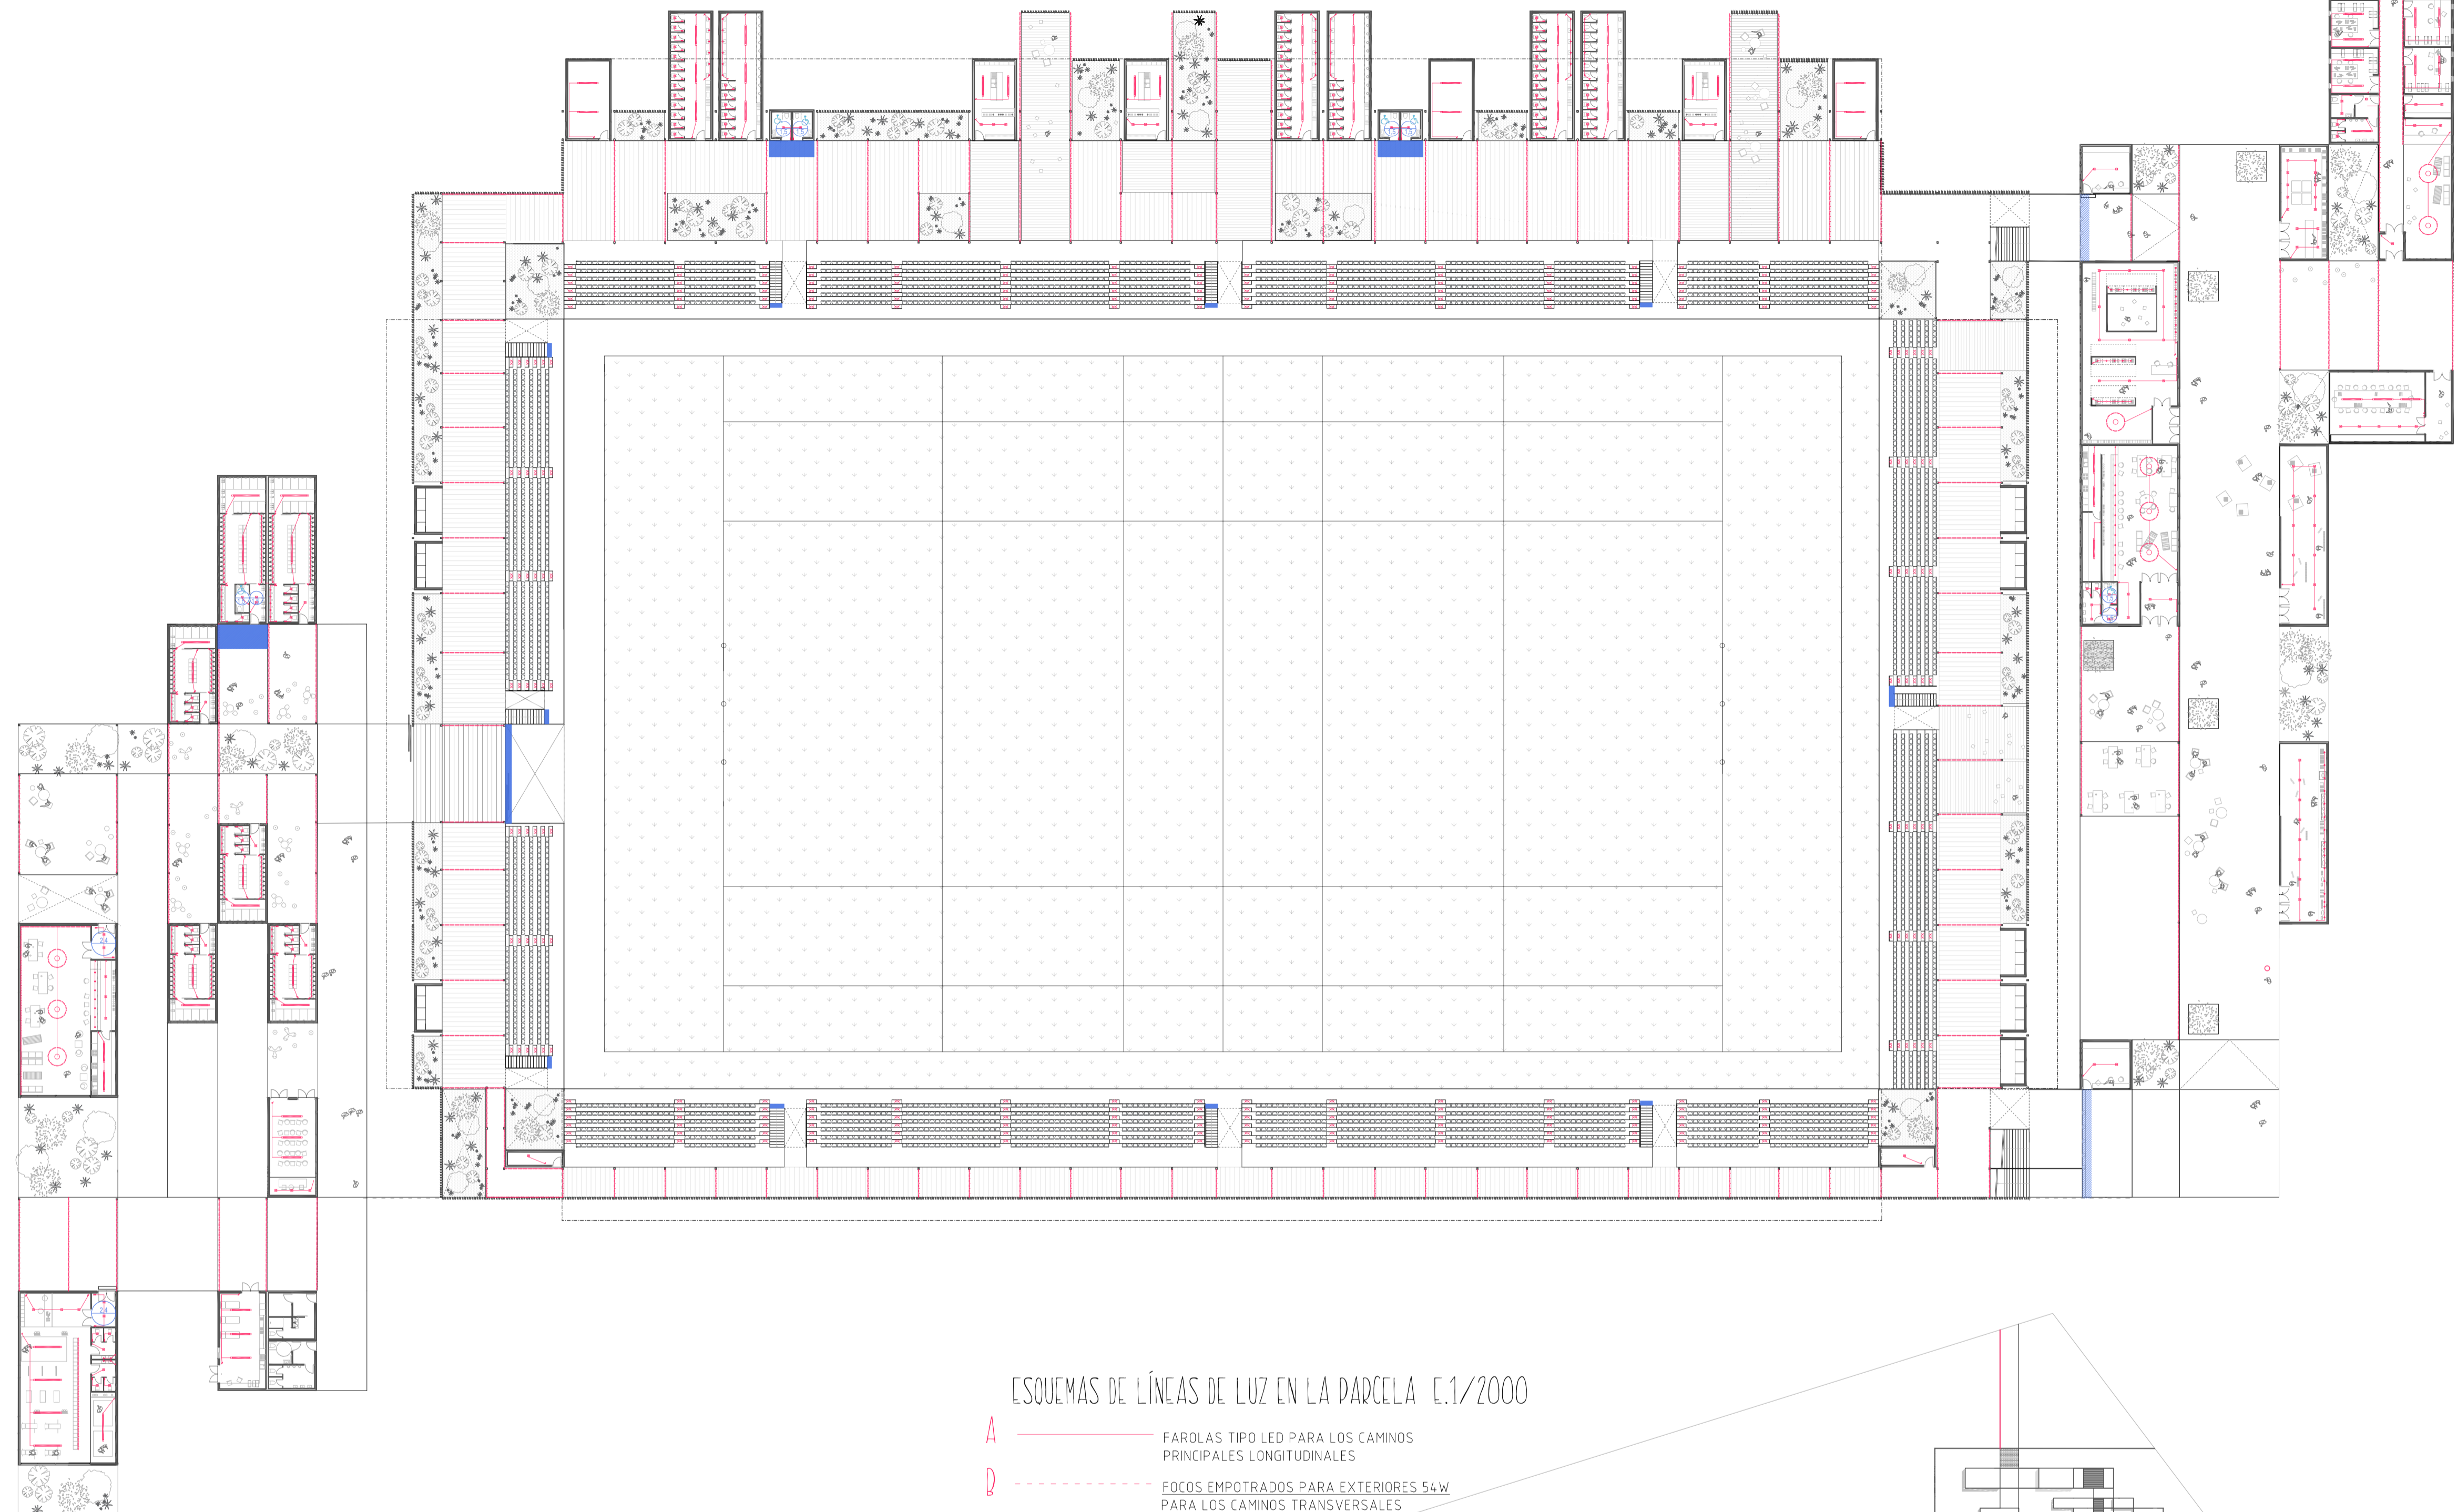 ESQUEMAS DE LÍNEAS DE LUZ EN LA PARCELA E.1/2000
A
FAROLAS TIPO LED PARA LOS CAMINOS
PRINCIPALES LONGITUDINALES
B
FOCOS EMPOTRADOS PARA EXTERIORES 54W
PARA LOS CAMINOS TRANSVERSALES